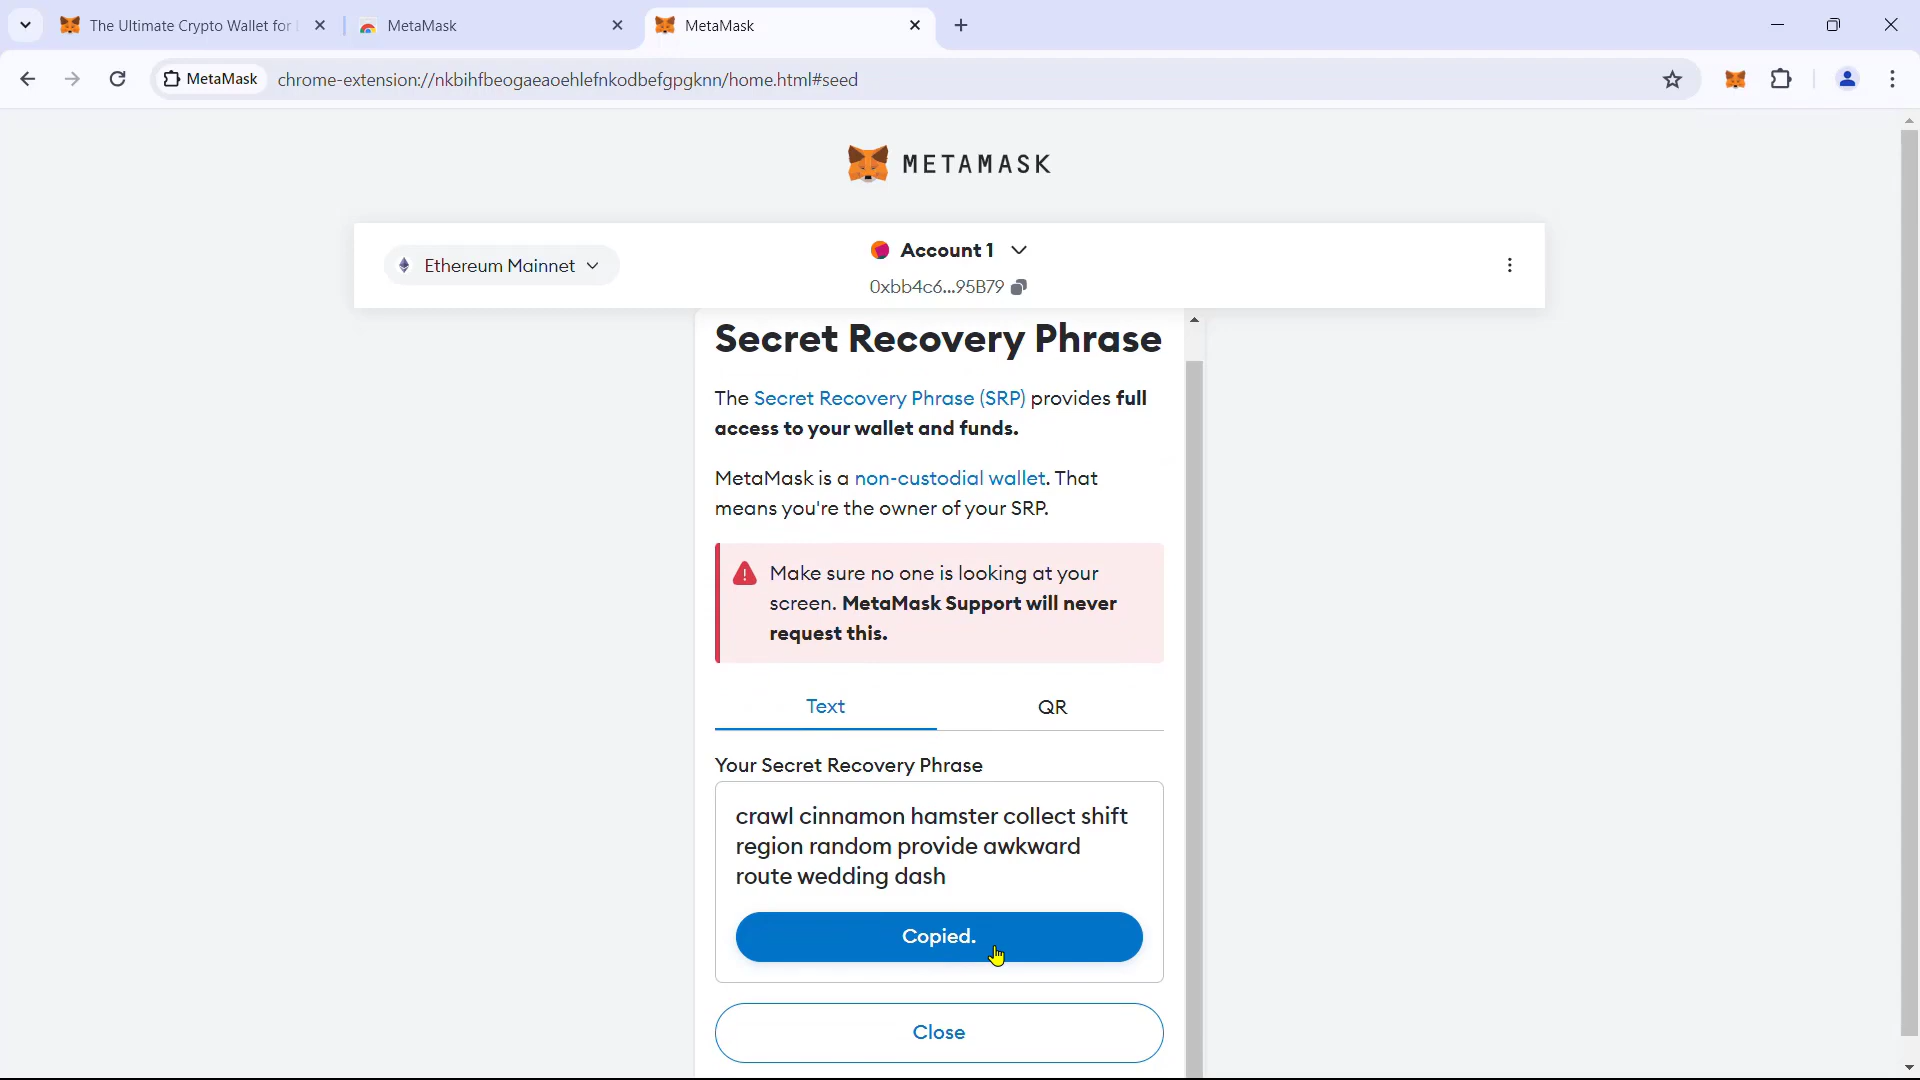 The Ultimate Crypto Wallet for
MetaMask
MetaMask
MetaMask
chrome-extension://nkbihfbeogaeaoehlefnkodbefgpgknn/home.html#seed
METAMASK
Ethereum Mainnet
Account 1
0xbb4c6...95B79
Secret Recovery Phrase
The Secret Recovery Phrase (SRP) provides full
access to your wallet and funds.
MetaMask is a non-custodial wallet. That
means you're the owner of your SRP.
Make sure no one is looking at your
screen. MetaMask Support will never
request this.
Text
QR
Your Secret Recovery Phrase
crawl cinnamon hamster collect shift
region random provide awkward
route wedding dash
Copied.
Close